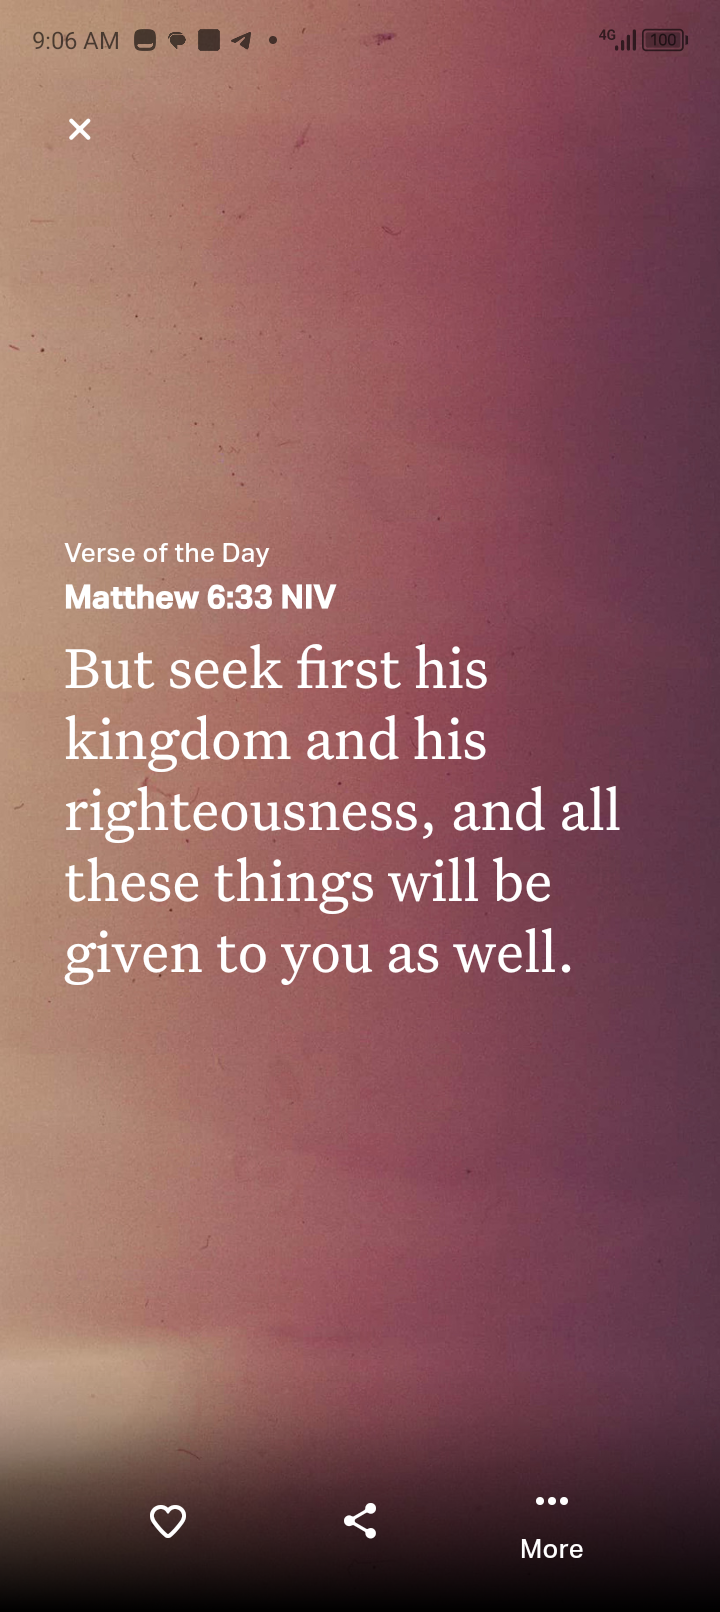 9:06 AM
4G
100
Verse of the Day
Matthew 6:33 NIV
But seek first his
kingdom and his
righteousness, and all
these things will be
given to you as well.
More